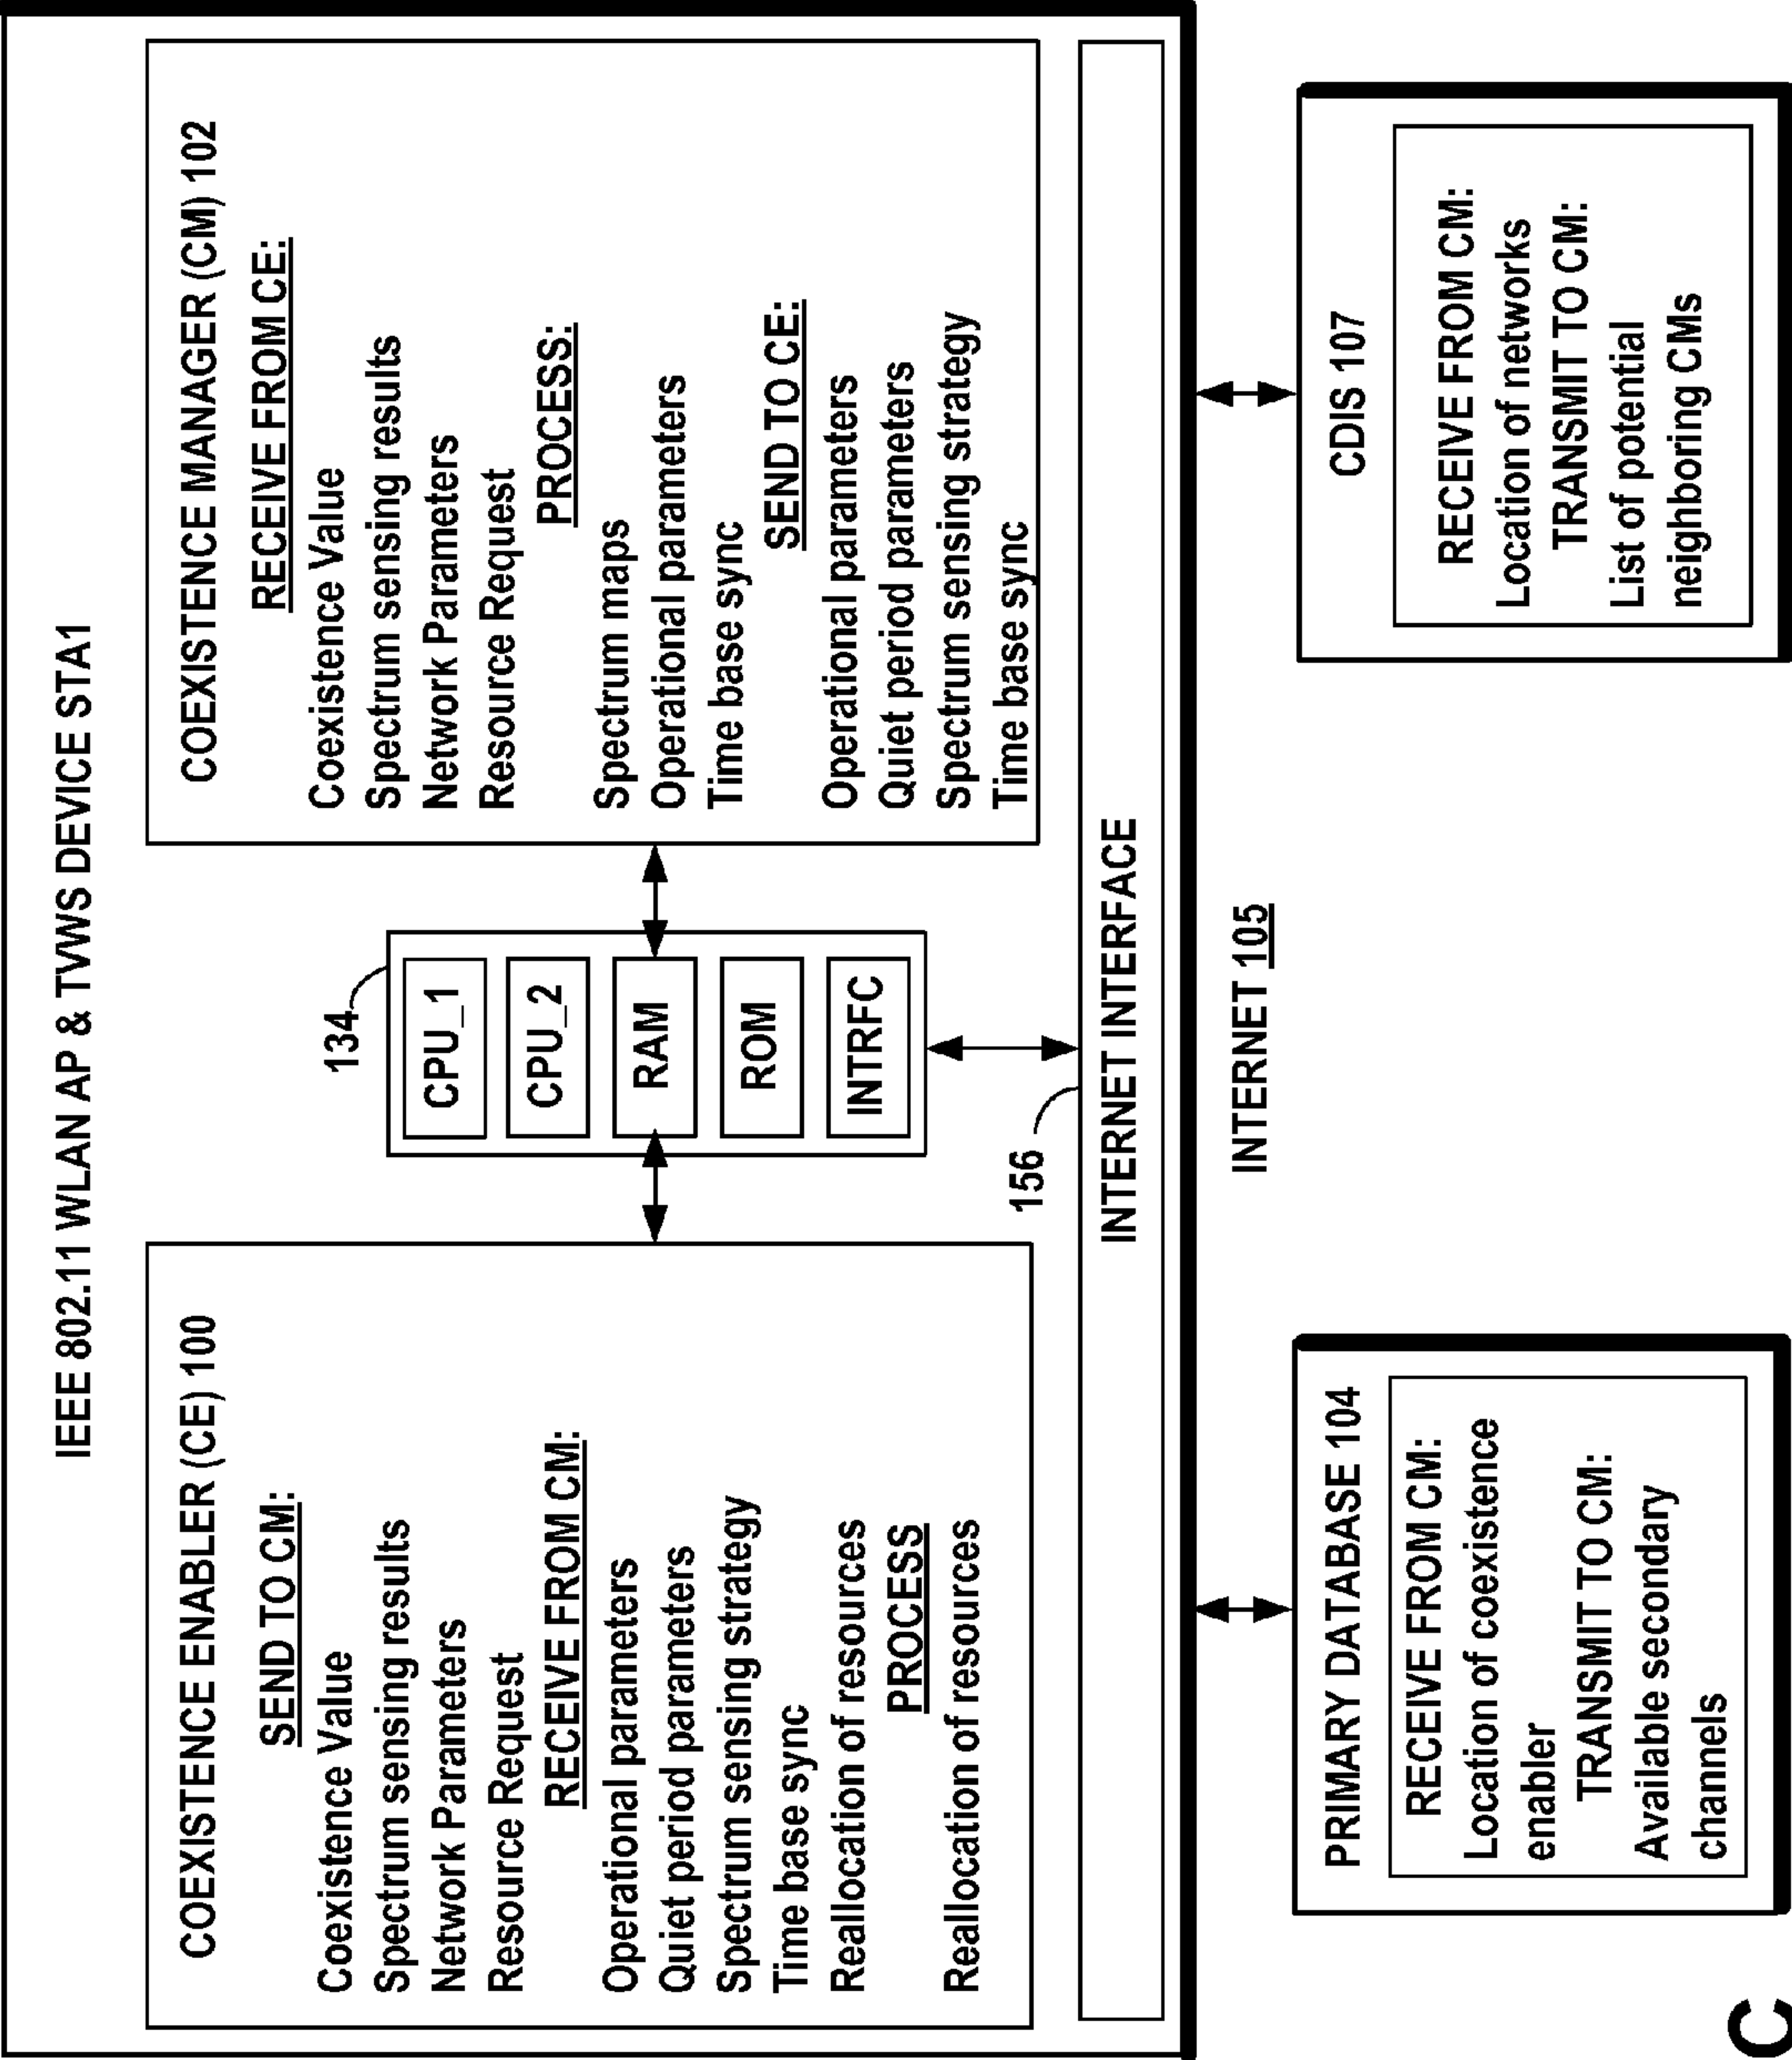 IEEE 802.11 WLAN AP & TVWS DEVICE STA1
COEXISTENCE ENABLER (CE) 100
SEND TO CM:
Coexistence Value
Spectrum sensing results
Network Parameters
Resource Request
RECEIVE FROM CM:
Operational parameters
Quiet period parameters
Spectrum sensing strategy
Time base sync
Reallocation of resources
PROCESS
Reallocation of resources
134
CPU_1
CPU_2
RAM
ROM
INTRFC
COEXISTENCE MANAGER (CM) 102
RECEIVE FROM CE:
Coexistence Value
Spectrum sensing results
Network Parameters
Resource Request
PROCESS:
Spectrum maps
Operational parameters
Time base sync
SEND TO CE:
Operational parameters
Quiet period parameters
Spectrum sensing strategy
Time base sync
156
INTERNET INTERFACE
INTERNET 105
PRIMARY DATABASE 104
RECEIVE FROM CM:
Location of coexistence
enabler
TRANSMIT TO CM:
Available secondary
channels
CDIS 107
RECEIVE FROM CM:
Location of networks
TRANSMIT TO CM:
List of potential
neighboring CMs
C